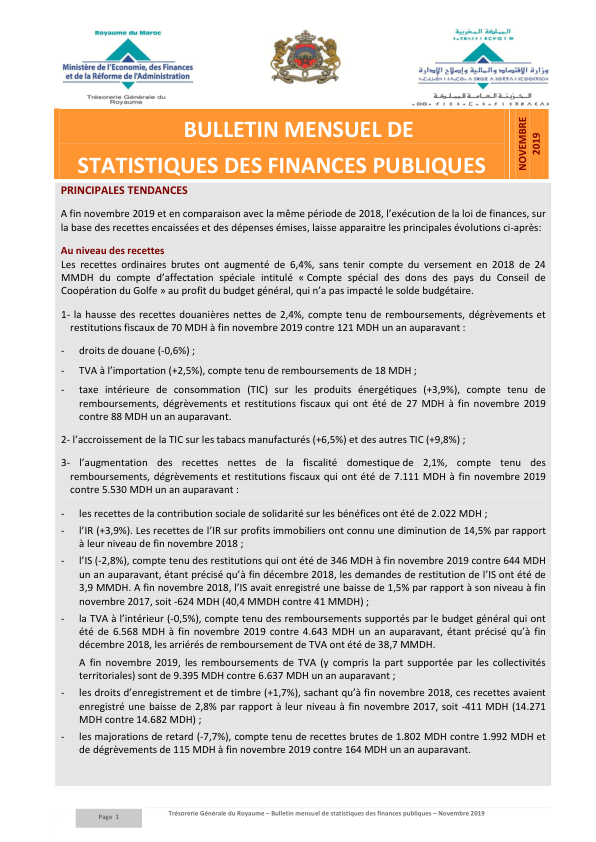 Royaume du Maroc
Ministère de l'Economie, des Finances
et de la Réforme de l'Administration
Trésorerie Générale du
Royaume
المملكة المغربية
وزارة الاقتصاد والمالية وإصلاح الإدارة
الخزينة العامة للمملكة
BULLETIN MENSUEL DE
STATISTIQUES DES FINANCES PUBLIQUES
NOVEMBRE
2019
PRINCIPALES TENDANCES
A fin novembre 2019 et en comparaison avec la même période de 2018, l'exécution de la loi de finances, sur
la base des recettes encaissées et des dépenses émises, laisse apparaitre les principales évolutions ci-après:
Au niveau des recettes
Les recettes ordinaires brutes ont augmenté de 6,4%, sans tenir compte du versement en 2018 de 24
MMDH du compte d'affectation spéciale intitulé « Compte spécial des dons des pays du Conseil de
Coopération du Golfe » au profit du budget général, qui n'a pas impacté le solde budgétaire.
1- la hausse des recettes douanières nettes de 2,4%, compte tenu de remboursements, dégrèvements et
restitutions fiscaux de 70 MDH à fin novembre 2019 contre 121 MDH un an auparavant :
- droits de douane (-0,6%) ;
- TVA à l'importation (+2,5%), compte tenu de remboursements de 18 MDH ;
- taxe intérieure de consommation (TIC) sur les produits énergétiques (+3,9%), compte tenu de
remboursements, dégrèvements et restitutions fiscaux qui ont été de 27 MDH à fin novembre 2019
contre 88 MDH un an auparavant.
2- l'accroissement de la TIC sur les tabacs manufacturés (+6,5%) et des autres TIC (+9,8%) ;
3- l'augmentation des recettes nettes de la fiscalité domestique de 2,1%, compte tenu des
remboursements, dégrèvements et restitutions fiscaux qui ont été de 7.111 MDH à fin novembre 2019
contre 5.530 MDH un an auparavant :
- les recettes de la contribution sociale de solidarité sur les bénéfices ont été de 2.022 MDH ;
- l'IR (+3,9%). Les recettes de l'IR sur profits immobiliers ont connu une diminution de 14,5% par rapport
à leur niveau de fin novembre 2018 ;
- l'IS (-2,8%), compte tenu des restitutions qui ont été de 346 MDH à fin novembre 2019 contre 644 MDH
un an auparavant, étant précisé qu'à fin décembre 2018, les demandes de restitution de l'IS ont été de
3,9 MMDH. A fin novembre 2018, l'IS avait enregistré une baisse de 1,5% par rapport à son niveau à fin
novembre 2017, soit -624 MDH (40,4 MMDH contre 41 MMDH) ;
- la TVA à l'intérieur (-0,5%), compte tenu des remboursements supportés par le budget général qui ont
été de 6.568 MDH à fin novembre 2019 contre 4.643 MDH un an auparavant, étant précisé qu'à fin
décembre 2018, les arriérés de remboursement de TVA ont été de 38,7 MMDH.
A fin novembre 2019, les remboursements de TVA (y compris la part supportée par les collectivités
territoriales) sont de 9.395 MDH contre 6.637 MDH un an auparavant ;
- les droits d'enregistrement et de timbre (+1,7%), sachant qu'à fin novembre 2018, ces recettes avaient
enregistré une baisse de 2,8% par rapport à leur niveau à fin novembre 2017, soit -411 MDH (14.271
MDH contre 14.682 MDH) ;
- les majorations de retard (-7,7%), compte tenu de recettes brutes de 1.802 MDH contre 1.992 MDH et
de dégrèvements de 115 MDH à fin novembre 2019 contre 164 MDH un an auparavant.
Page 1
Trésorerie Générale du Royaume – Bulletin mensuel de statistiques des finances publiques – Novembre 2019